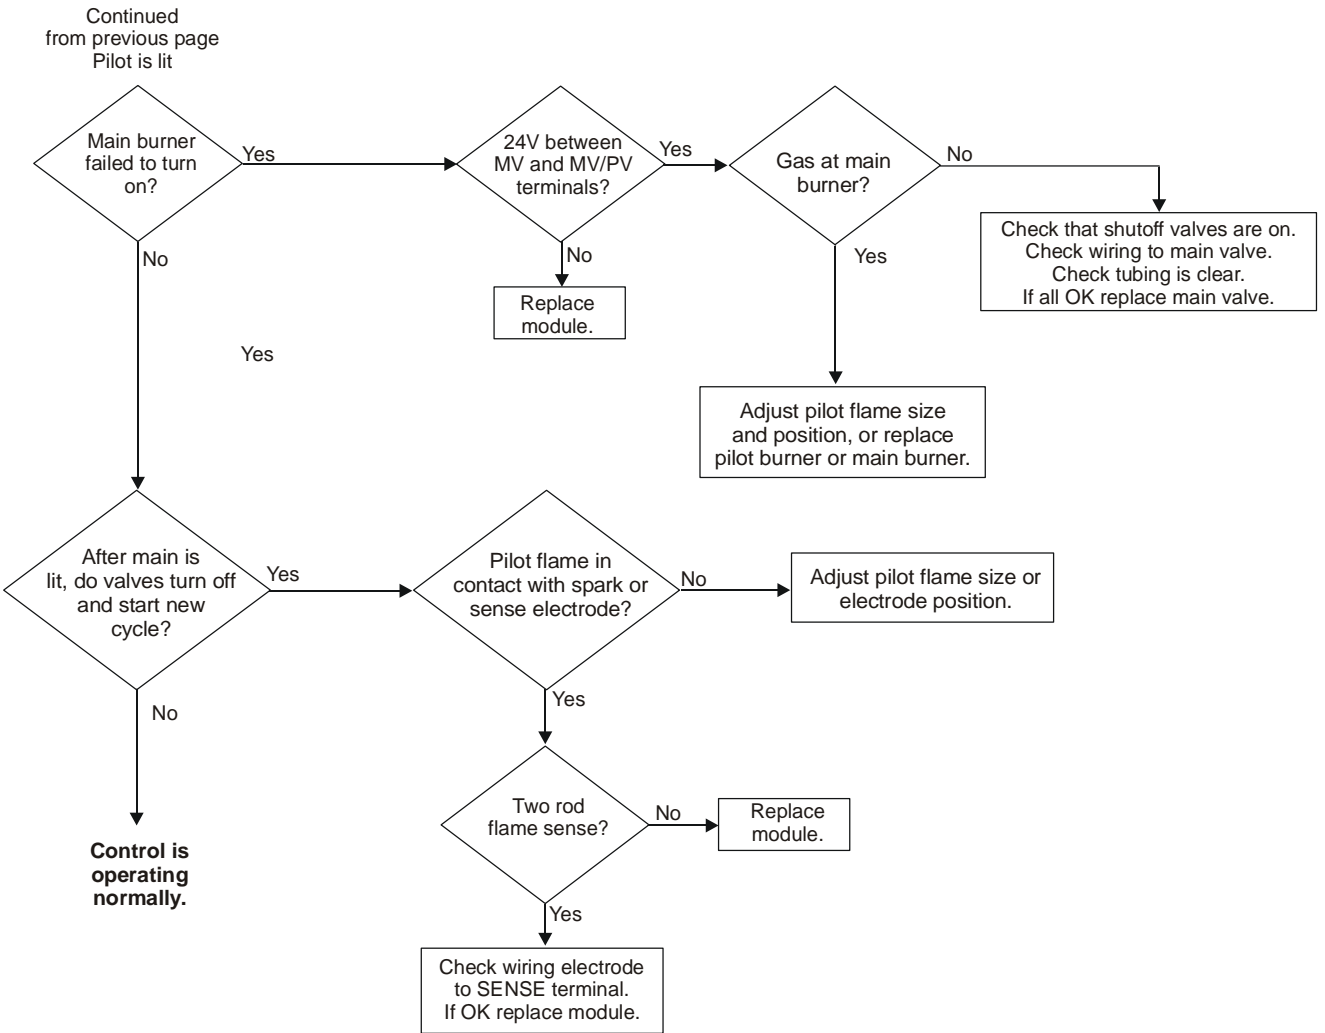 Continued
from previous page
Pilot is lit
Main burner
failed to turn
on?
Yes
24V between
MV and MV/PV
terminals?
Yes
Gas at main
burner?
No
Check that shutoff valves are on.
Check wiring to main valve.
Check tubing is clear.
If all OK replace main valve.
No
No
Replace
module.
Yes
Yes
Adjust pilot flame size
and position, or replace
pilot burner or main burner.
After main is
lit, do valves turn off
and start new
cycle?
Yes
Pilot flame in
contact with spark or
sense electrode?
No
Adjust pilot flame size or
electrode position.
No
Yes
Control is
operating
normally.
Two rod
flame sense?
No
Replace
module.
Yes
Check wiring electrode
to SENSE terminal.
If OK replace module.